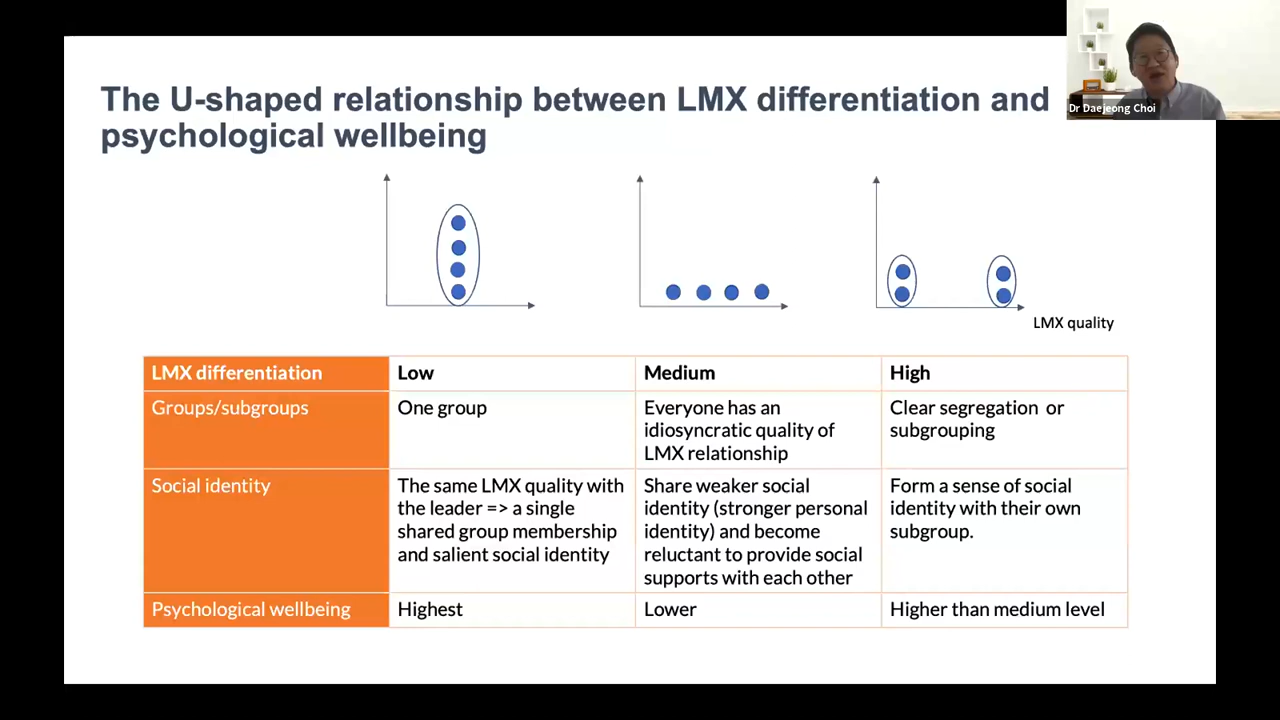 The U-shaped relationship between LMX differentiation and
psychological wellbeing
Dr Daejeong Choi
LMX quality
LMX differentiation
Low
Medium
High
Groups/subgroups
One group
Everyone has an
idiosyncratic quality of
LMX relationship
Clear segregation or
subgrouping
Social identity
The same LMX quality with
the leader => a single
shared group membership
and salient social identity
Share weaker social
identity (stronger personal
identity) and become
reluctant to provide social
supports with each other
Form a sense of social
identity with their own
subgroup.
Psychological wellbeing
Highest
Lower
Higher than medium level